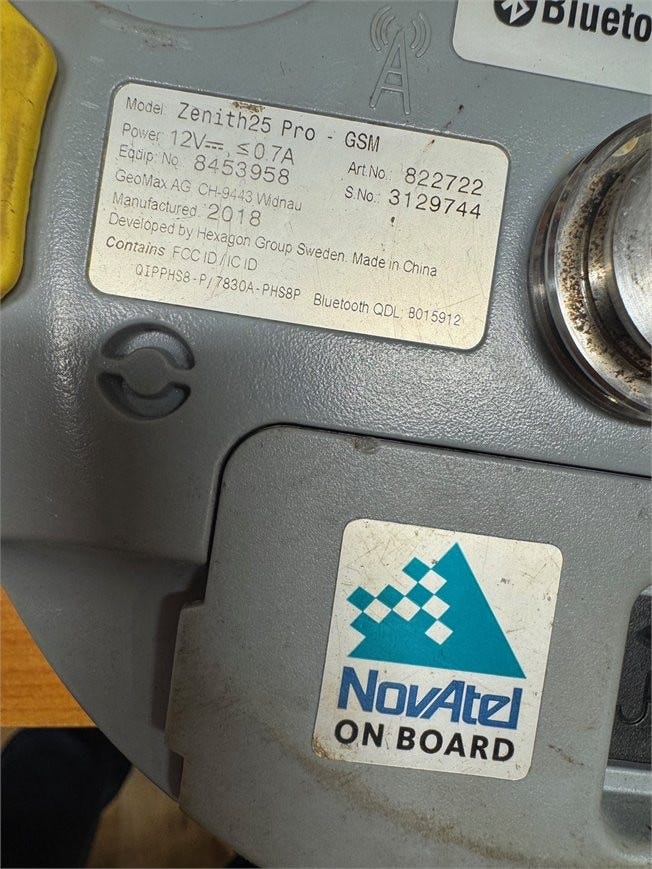 Blueto
Model: Zenith25 Pro - GSM
Power: 12V⎓, ≤0.7A
Art.No.: 822722
Equip. No.: 8453958
S.No.: 3129744
GeoMax AG CH-9443 Widnau
Manufactured: 2018
Developed by Hexagon Group Sweden. Made in China
Contains FCC ID/IC ID
QIPPHS8-P/7830A-PHS8P Bluetooth QDL: B015912
NovAtel
ON BOARD